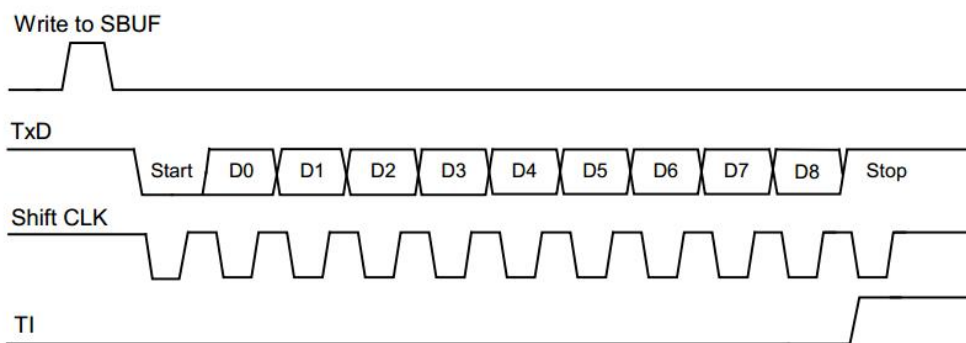 Write to SBUF
TxD
Start D0 D1 D2 D3 D4 D5 D6 D7 D8 Stop
Shift CLK
TI